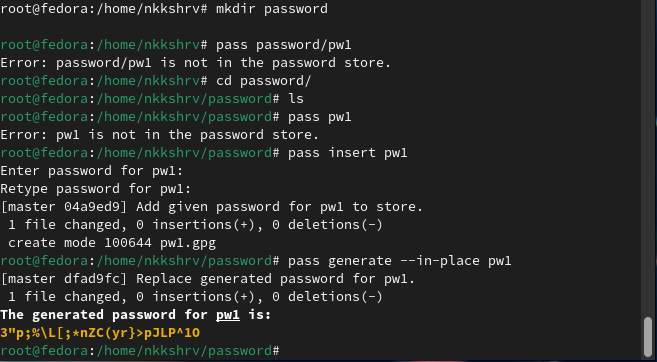 root@fedora:/home/nkkshrv# mkdir password
root@fedora:/home/nkkshrv# pass password/pw1
Error: password/pw1 is not in the password store.
root@fedora:/home/nkkshrv# cd password/
root@fedora:/home/nkkshrv/password# ls
root@fedora:/home/nkkshrv/password# pass pw1
Error: pw1 is not in the password store.
root@fedora:/home/nkkshrv/password# pass insert pw1
Enter password for pw1:
Retype password for pw1:
[master 04a9ed9] Add given password for pw1 to store.
 1 file changed, 0 insertions(+), 0 deletions(-)
 create mode 100644 pw1.gpg
root@fedora:/home/nkkshrv/password# pass generate --in-place pw1
[master dfad9fc] Replace generated password for pw1.
 1 file changed, 0 insertions(+), 0 deletions(-)
The generated password for pw1 is:
3"p;%\L[;*nZC(yr}>pJLP^1O
root@fedora:/home/nkkshrv/password#